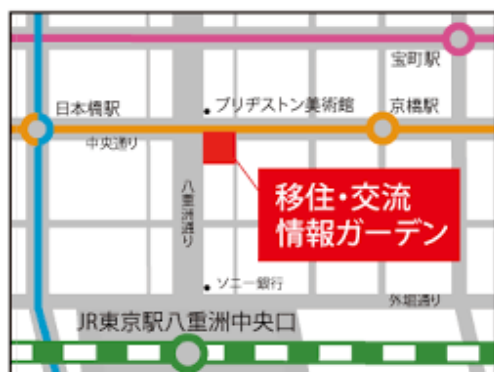 宝町駅
日本橋駅
ブリヂストン美術館
京橋駅
中央通り
八重洲通り
移住・交流
情報ガーデン
ソニー銀行
外堀通り
JR東京駅八重洲中央口